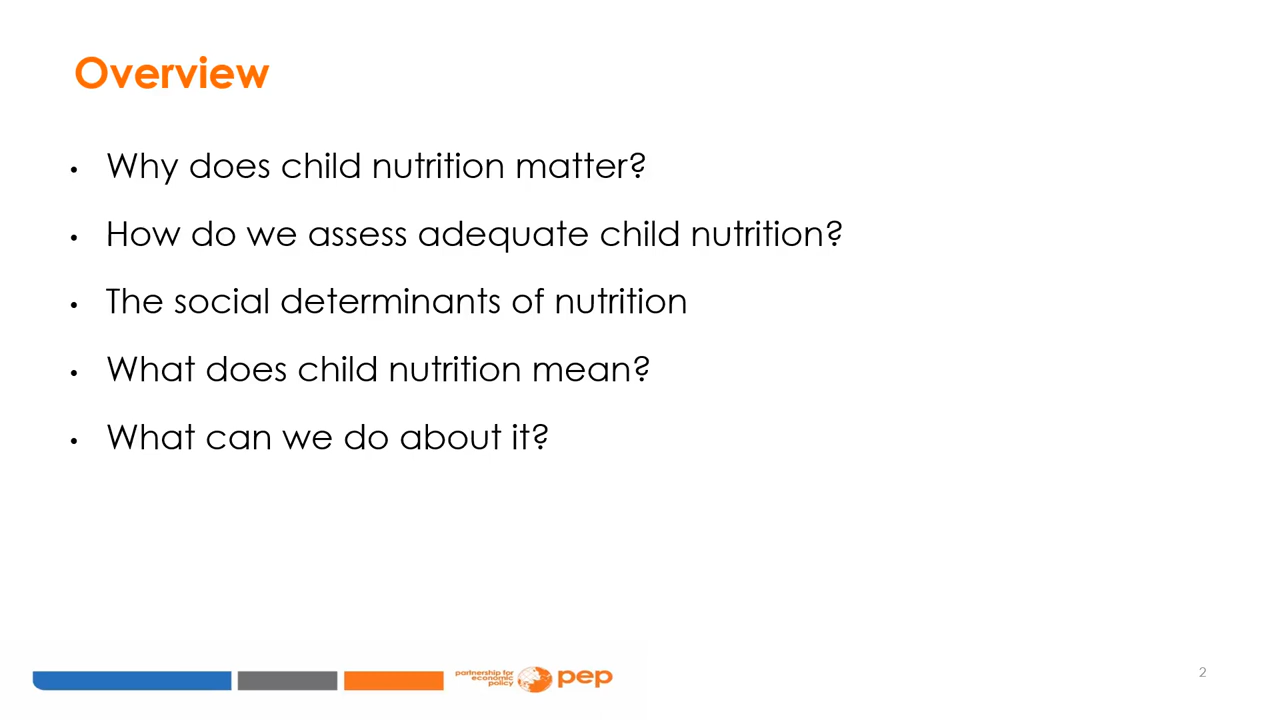 Overview
• Why does child nutrition matter?
• How do we assess adequate child nutrition?
• The social determinants of nutrition
• What does child nutrition mean?
• What can we do about it?
partnership for
economic
policy
pep
2